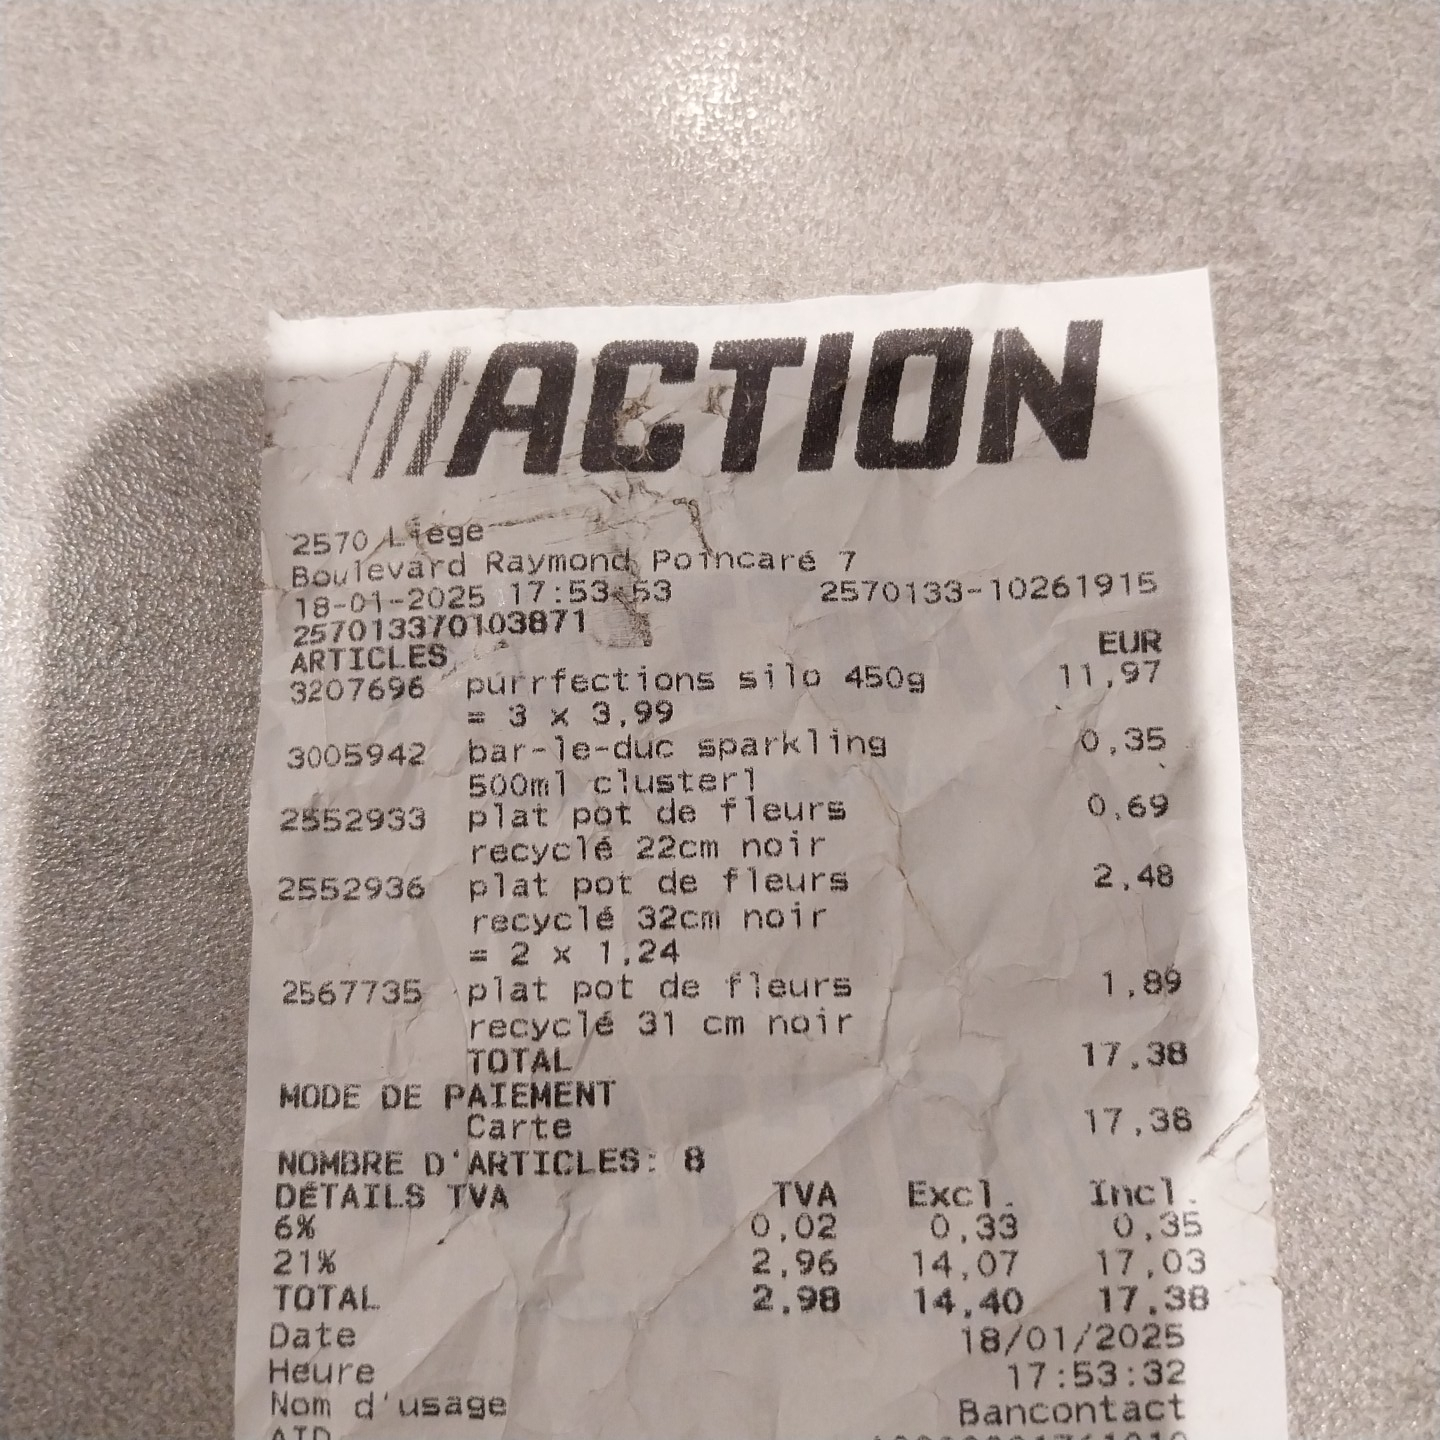 ACTION
2570 Liège
Boulevard Raymond Poincaré 7
18-01-2025 17:53:53 2570133-10261915
257013370103871
ARTICLES EUR
3207696 purrfections silo 450g 11,97
= 3 x 3,99
3005942 bar-le-duc sparkling 0,35
500ml cluster1
2552933 plat pot de fleurs 0,69
recyclé 22cm noir
2552936 plat pot de fleurs 2,48
recyclé 32cm noir
= 2 x 1,24
2567735 plat pot de fleurs 1,89
recyclé 31 cm noir
TOTAL 17,38
MODE DE PAIEMENT
Carte 17,38
NOMBRE D'ARTICLES: 8
DÉTAILS TVA TVA Excl. Incl.
6% 0,02 0,33 0,35
21% 2,96 14,07 17,03
TOTAL 2,98 14,40 17,38
Date 18/01/2025
Heure 17:53:32
Nom d'usage Bancontact
AID